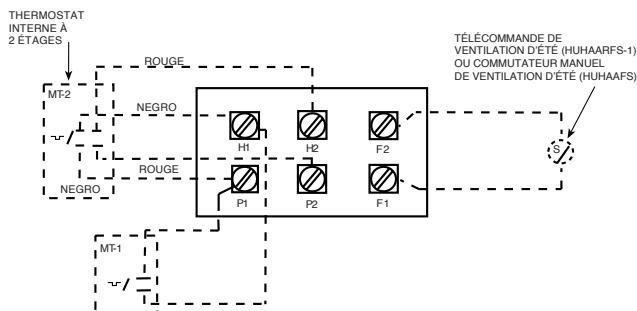 THERMOSTAT
INTERNE À
2 ÉTAGES
TÉLÉCOMMANDE DE
VENTILATION D'ÉTÉ (HUHAARFS-1)
OU COMMUTATEUR MANUEL
DE VENTILATION D'ÉTÉ (HUHAAFS)
ROUGE
MT-2
NEGRO
H1
H2
F2
S
ROUGE
NEGRO
P1
P2
F1
MT-1